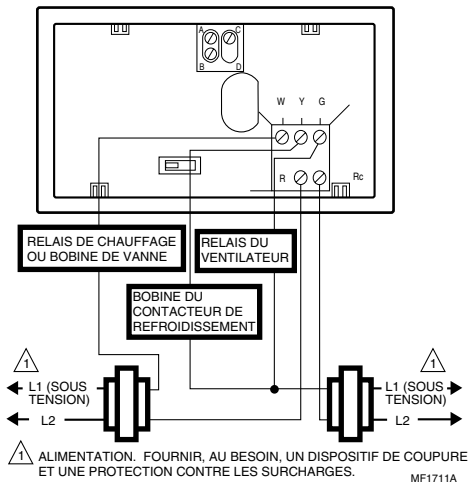 A C
B D
W Y G
R Rc
RELAIS DE CHAUFFAGE
OU BOBINE DE VANNE
RELAIS DU
VENTILATEUR
BOBINE DU
CONTACTEUR DE
REFROIDISSEMENT
1
L1 (SOUS
TENSION)
L2
1
L1 (SOUS
TENSION)
L2
1 ALIMENTATION. FOURNIR, AU BESOIN, UN DISPOSITIF DE COUPURE
ET UNE PROTECTION CONTRE LES SURCHARGES.
MF1711A